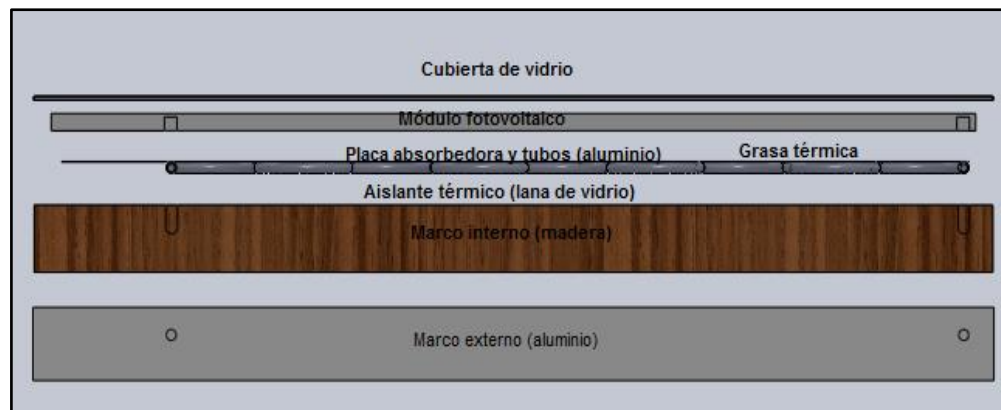 Cubierta de vidrio
Módulo fotovoltaico
Placa absorbedora y tubos (aluminio)
Grasa térmica
Aislante térmico (lana de vidrio)
Marco interno (madera)
Marco externo (aluminio)